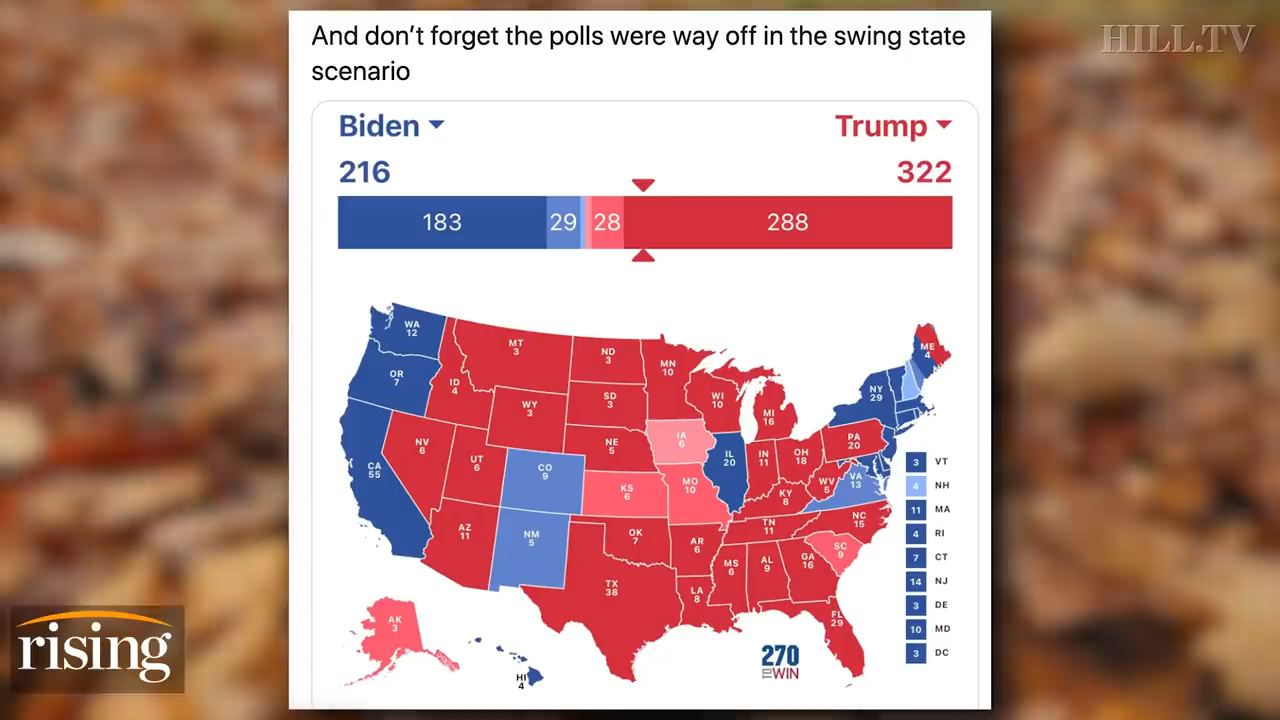 And don't forget the polls were way off in the swing state
scenario
HILL.TV
Biden
Trump
216
322
183
29
28
288
WA
12
OR
7
CA
55
NV
6
ID
4
MT
3
WY
3
UT
6
AZ
11
CO
9
NM
5
ND
3
SD
3
NE
5
KS
6
OK
7
TX
38
MN
10
IA
6
MO
10
AR
6
LA
8
WI
10
IL
20
MI
16
IN
11
OH
18
KY
8
TN
11
MS
6
AL
9
GA
16
FL
29
SC
9
NC
15
VA
13
WV
5
PA
20
NY
29
ME
4
AK
3
HI
4
3 VT
4 NH
11 MA
4 RI
7 CT
14 NJ
3 DE
10 MD
3 DC
270
TO WIN
rising